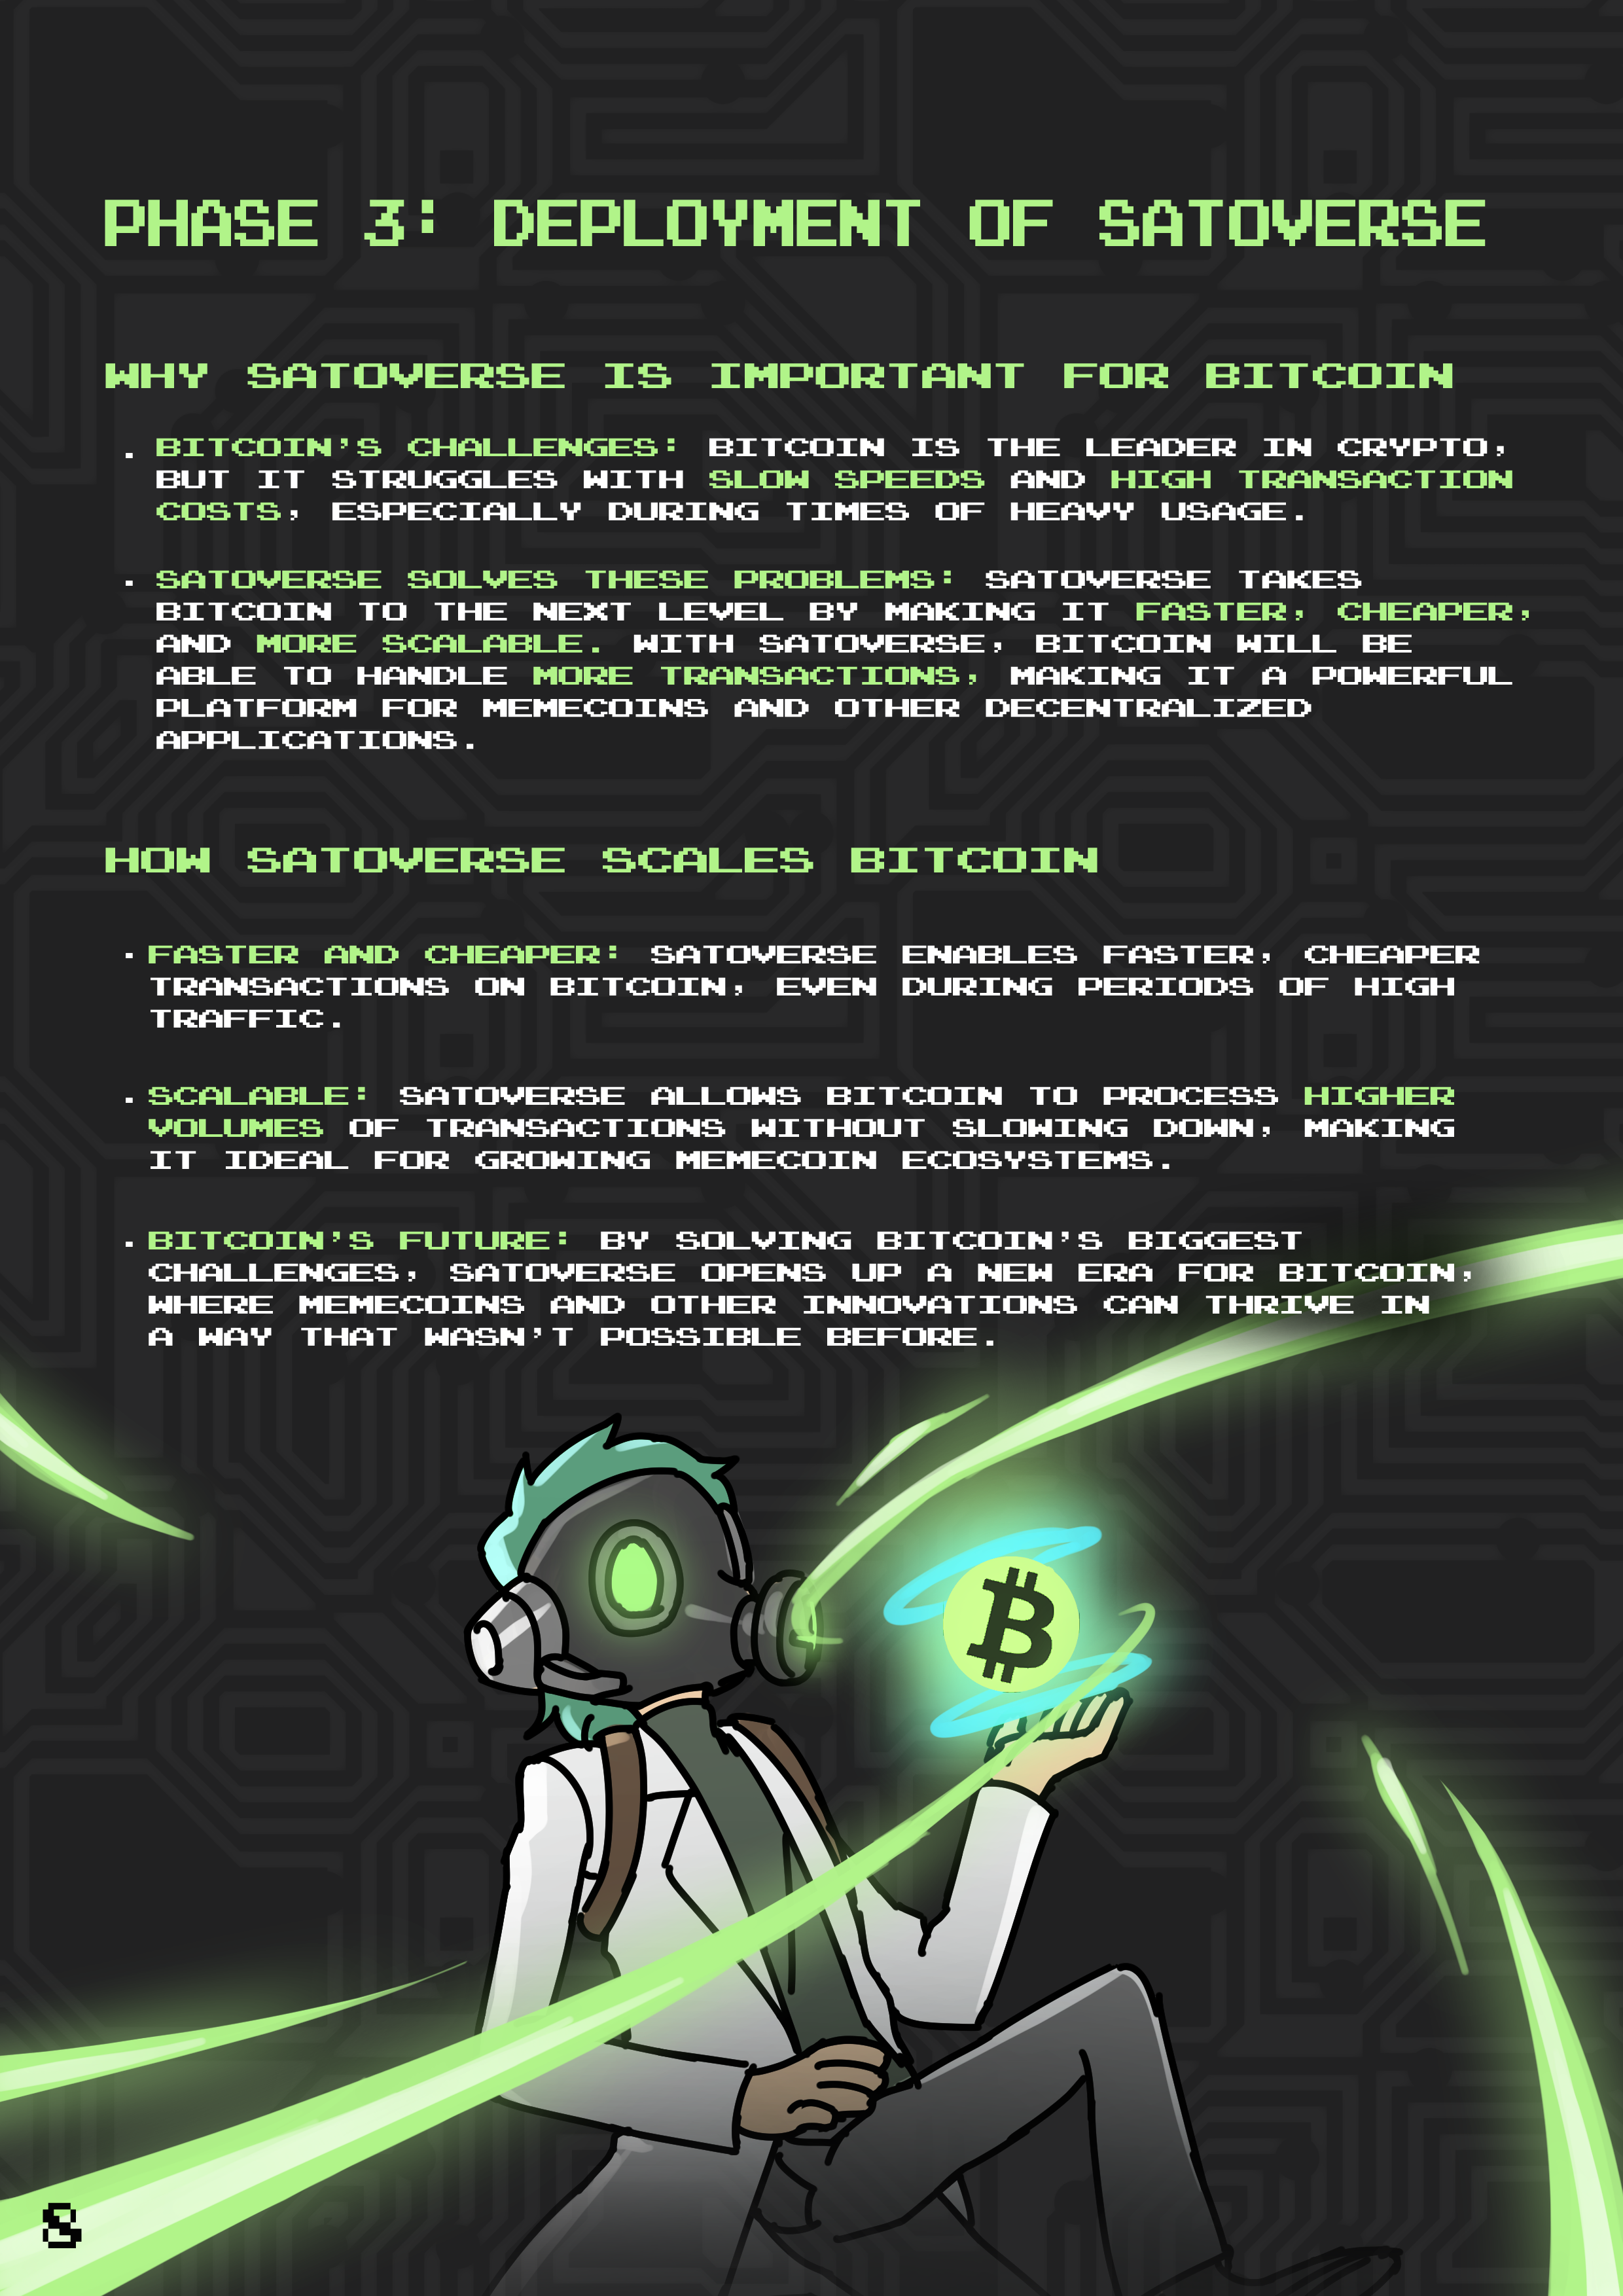 PHASE 3: DEPLOYMENT OF SATOVERSE
WHY SATOVERSE IS IMPORTANT FOR BITCOIN
. BITCOIN'S CHALLENGES: BITCOIN IS THE LEADER IN CRYPTO,
BUT IT STRUGGLES WITH SLOW SPEEDS AND HIGH TRANSACTION
COSTS, ESPECIALLY DURING TIMES OF HEAVY USAGE.
. SATOVERSE SOLVES THESE PROBLEMS: SATOVERSE TAKES
BITCOIN TO THE NEXT LEVEL BY MAKING IT FASTER, CHEAPER,
AND MORE SCALABLE. WITH SATOVERSE, BITCOIN WILL BE
ABLE TO HANDLE MORE TRANSACTIONS, MAKING IT A POWERFUL
PLATFORM FOR MEMECOINS AND OTHER DECENTRALIZED
APPLICATIONS.
HOW SATOVERSE SCALES BITCOIN
. FASTER AND CHEAPER: SATOVERSE ENABLES FASTER, CHEAPER
TRANSACTIONS ON BITCOIN, EVEN DURING PERIODS OF HIGH
TRAFFIC.
. SCALABLE: SATOVERSE ALLOWS BITCOIN TO PROCESS HIGHER
VOLUMES OF TRANSACTIONS WITHOUT SLOWING DOWN, MAKING
IT IDEAL FOR GROWING MEMECOIN ECOSYSTEMS.
. BITCOIN'S FUTURE: BY SOLVING BITCOIN'S BIGGEST
CHALLENGES, SATOVERSE OPENS UP A NEW ERA FOR BITCOIN,
WHERE MEMECOINS AND OTHER INNOVATIONS CAN THRIVE IN
A WAY THAT WASN'T POSSIBLE BEFORE.
₿
8